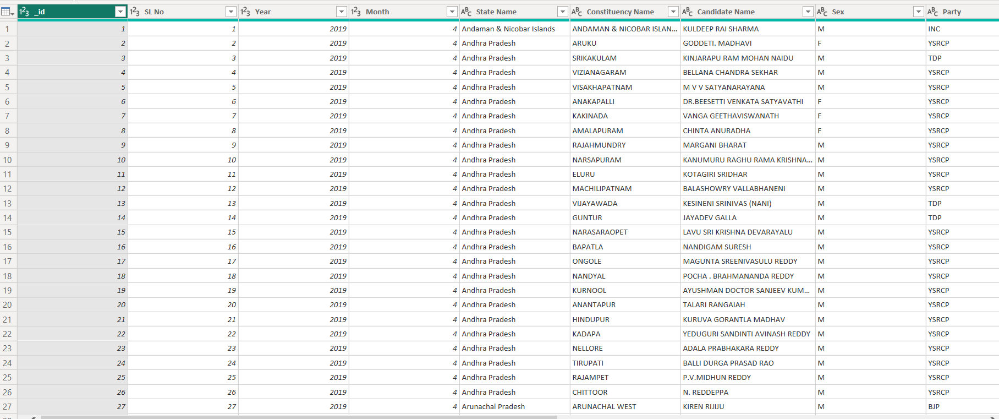 123 _id 123 SL No 123 Year 123 Month ABC State Name ABC Constituency Name ABC Candidate Name ABC Sex ABC Party
1 1 1 2019 4 Andaman & Nicobar Islands ANDAMAN & NICOBAR ISLAN... KULDEEP RAI SHARMA M INC
2 2 2 2019 4 Andhra Pradesh ARUKU GODDETI. MADHAVI F YSRCP
3 3 3 2019 4 Andhra Pradesh SRIKAKULAM KINJARAPU RAM MOHAN NAIDU M TDP
4 4 4 2019 4 Andhra Pradesh VIZIANAGARAM BELLANA CHANDRA SEKHAR M YSRCP
5 5 5 2019 4 Andhra Pradesh VISAKHAPATNAM M V V SATYANARAYANA M YSRCP
6 6 6 2019 4 Andhra Pradesh ANAKAPALLI DR.BEESETTI VENKATA SATYAVATHI F YSRCP
7 7 7 2019 4 Andhra Pradesh KAKINADA VANGA GEETHAVISWANATH F YSRCP
8 8 8 2019 4 Andhra Pradesh AMALAPURAM CHINTA ANURADHA F YSRCP
9 9 9 2019 4 Andhra Pradesh RAJAHMUNDRY MARGANI BHARAT M YSRCP
10 10 10 2019 4 Andhra Pradesh NARSAPURAM KANUMURU RAGHU RAMA KRISHNA... M YSRCP
11 11 11 2019 4 Andhra Pradesh ELURU KOTAGIRI SRIDHAR M YSRCP
12 12 12 2019 4 Andhra Pradesh MACHILIPATNAM BALASHOWRY VALLABHANENI M YSRCP
13 13 13 2019 4 Andhra Pradesh VIJAYAWADA KESINENI SRINIVAS (NANI) M TDP
14 14 14 2019 4 Andhra Pradesh GUNTUR JAYADEV GALLA M TDP
15 15 15 2019 4 Andhra Pradesh NARASARAOPET LAVU SRI KRISHNA DEVARAYALU M YSRCP
16 16 16 2019 4 Andhra Pradesh BAPATLA NANDIGAM SURESH M YSRCP
17 17 17 2019 4 Andhra Pradesh ONGOLE MAGUNTA SREENIVASULU REDDY M YSRCP
18 18 18 2019 4 Andhra Pradesh NANDYAL POCHA . BRAHMANANDA REDDY M YSRCP
19 19 19 2019 4 Andhra Pradesh KURNOOL AYUSHMAN DOCTOR SANJEEV KUM... M YSRCP
20 20 20 2019 4 Andhra Pradesh ANANTAPUR TALARI RANGAIAH M YSRCP
21 21 21 2019 4 Andhra Pradesh HINDUPUR KURUVA GORANTLA MADHAV M YSRCP
22 22 22 2019 4 Andhra Pradesh KADAPA YEDUGURI SANDINTI AVINASH REDDY M YSRCP
23 23 23 2019 4 Andhra Pradesh NELLORE ADALA PRABHAKARA REDDY M YSRCP
24 24 24 2019 4 Andhra Pradesh TIRUPATI BALLI DURGA PRASAD RAO M YSRCP
25 25 25 2019 4 Andhra Pradesh RAJAMPET P.V.MIDHUN REDDY M YSRCP
26 26 26 2019 4 Andhra Pradesh CHITTOOR N. REDDEPPA M YSRCP
27 27 27 2019 4 Arunachal Pradesh ARUNACHAL WEST KIREN RIJIJU M BJP